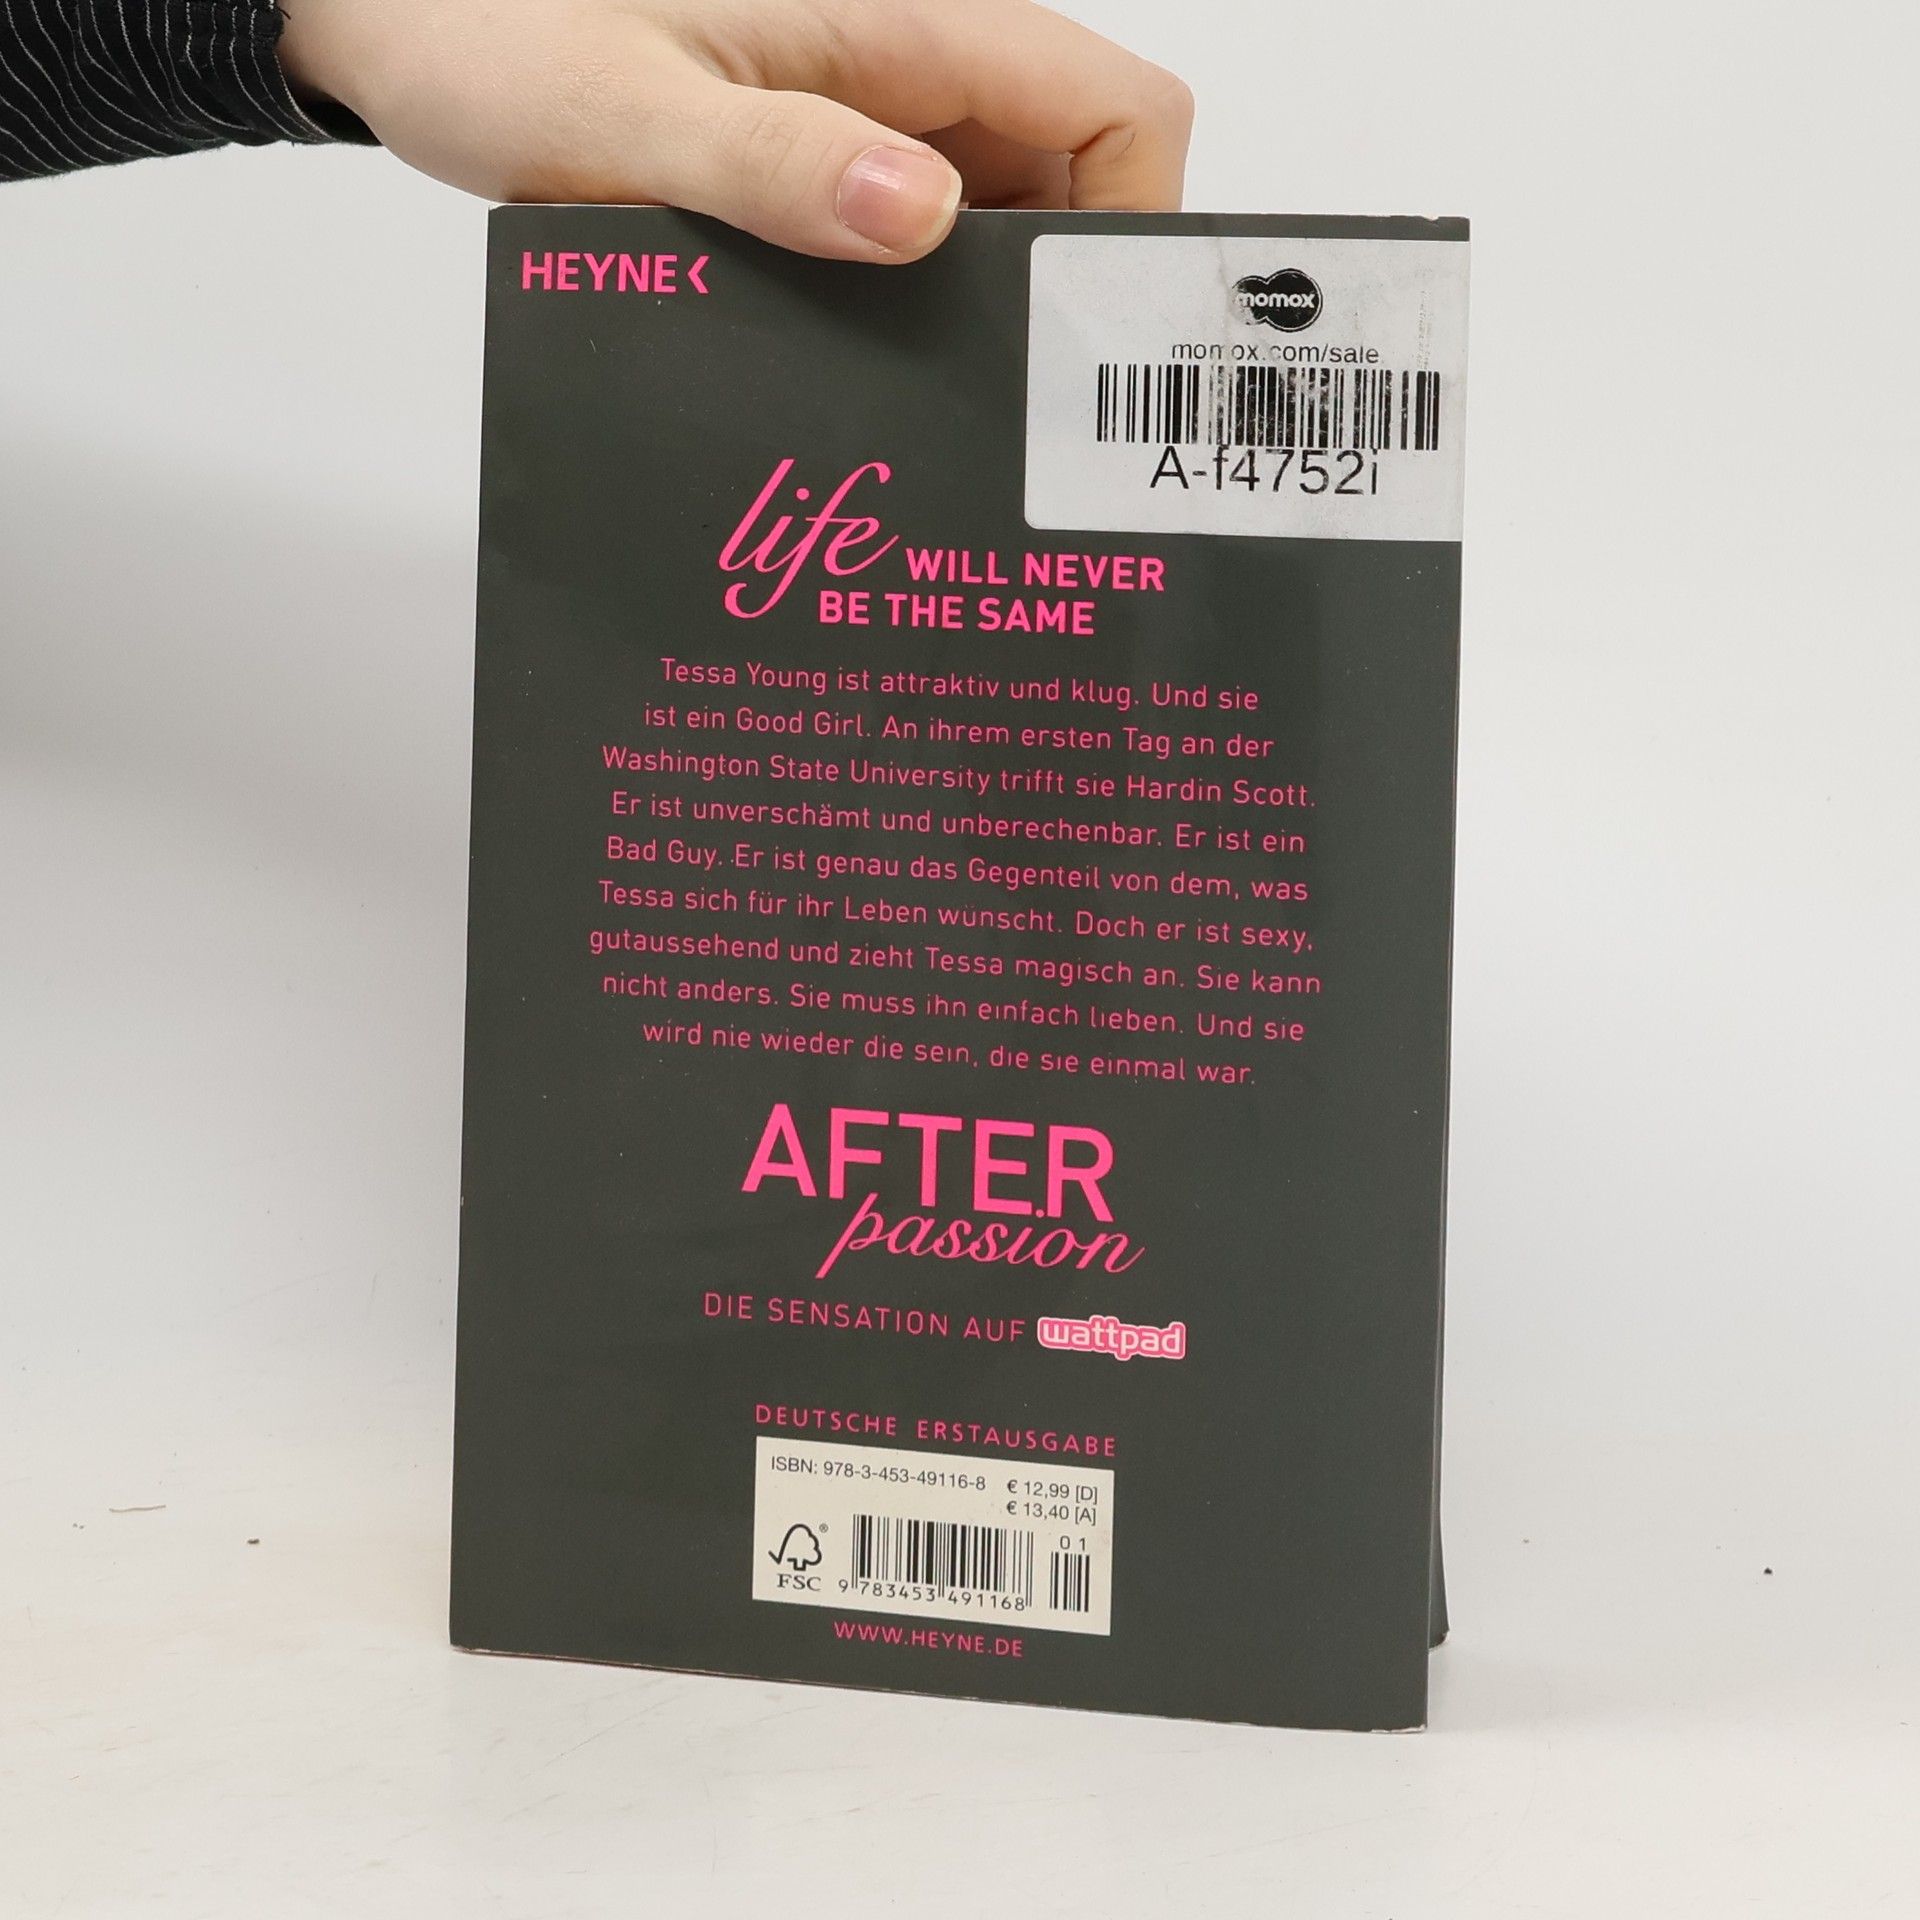 HEYNE<
momox
momox.com/sale
A-f4752i
life WILL NEVER
BE THE SAME
Tessa Young ist attraktiv und klug. Und sie
ist ein Good Girl. An ihrem ersten Tag an der
Washington State University trifft sie Hardin Scott.
Er ist unverschämt und unberechenbar. Er ist ein
Bad Guy. Er ist genau das Gegenteil von dem, was
Tessa sich für ihr Leben wünscht. Doch er ist sexy,
gutaussehend und zieht Tessa magisch an. Sie kann
nicht anders. Sie muss ihn einfach lieben. Und sie
wird nie wieder die sein, die sie einmal war.
AFTER
passion
DIE SENSATION AUF wattpad
DEUTSCHE ERSTAUSGABE
ISBN: 978-3-453-49116-8 € 12,99 [D]
€ 13,40 [A]
01
FSC ®
9 783453 491168
WWW.HEYNE.DE